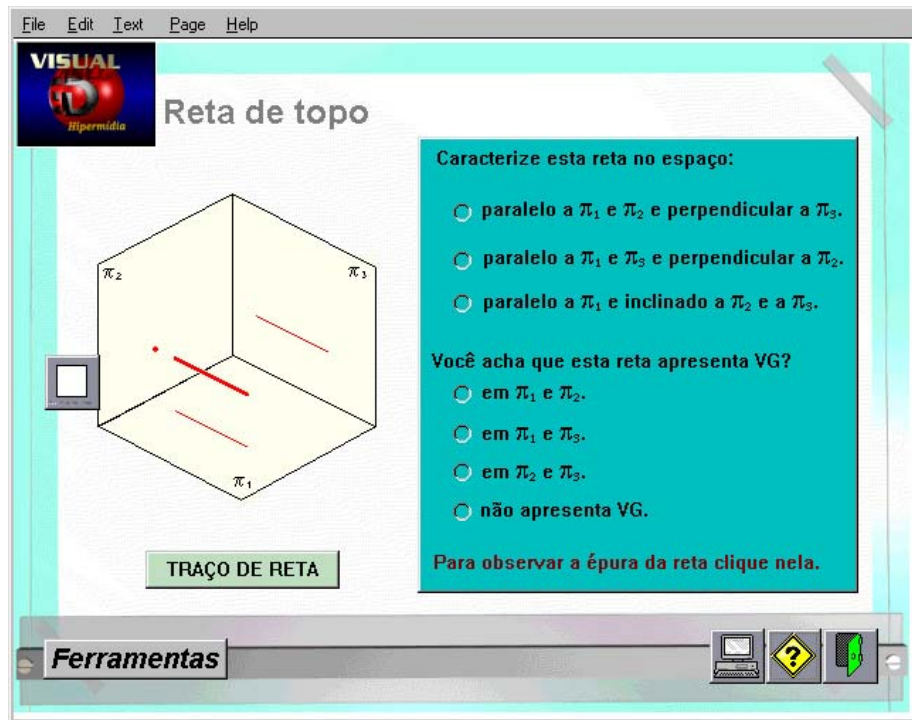 File Edit Text Page Help
VISUAL
Hipermídia
Reta de topo
Caracterize esta reta no espaço:
paralelo a π₁ e π₂ e perpendicular a π₃.
paralelo a π₁ e π₃ e perpendicular a π₂.
paralelo a π₁ e inclinado a π₂ e a π₃.
Você acha que esta reta apresenta VG?
em π₁ e π₂.
em π₁ e π₃.
em π₂ e π₃.
não apresenta VG.
Para observar a épura da reta clique nela.
π₂
π₃
π₁
TRAÇO DE RETA
Ferramentas
?